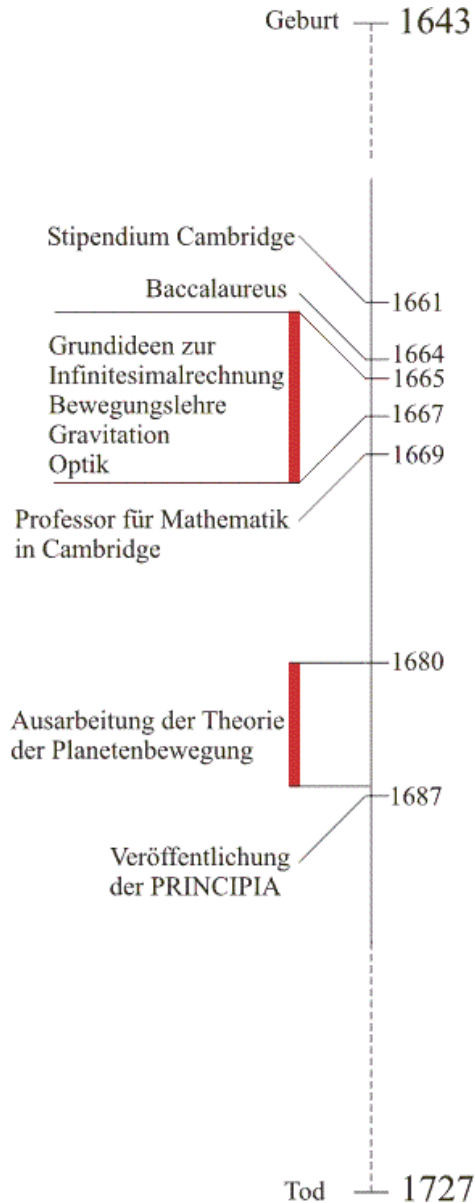 Geburt 1643
Stipendium Cambridge
1661
Baccalaureus
1664
1665
Grundideen zur
Infinitesimalrechnung
Bewegungslehre
Gravitation
Optik
1667
1669
Professor für Mathematik
in Cambridge
1680
Ausarbeitung der Theorie
der Planetenbewegung
1687
Veröffentlichung
der PRINCIPIA
Tod 1727